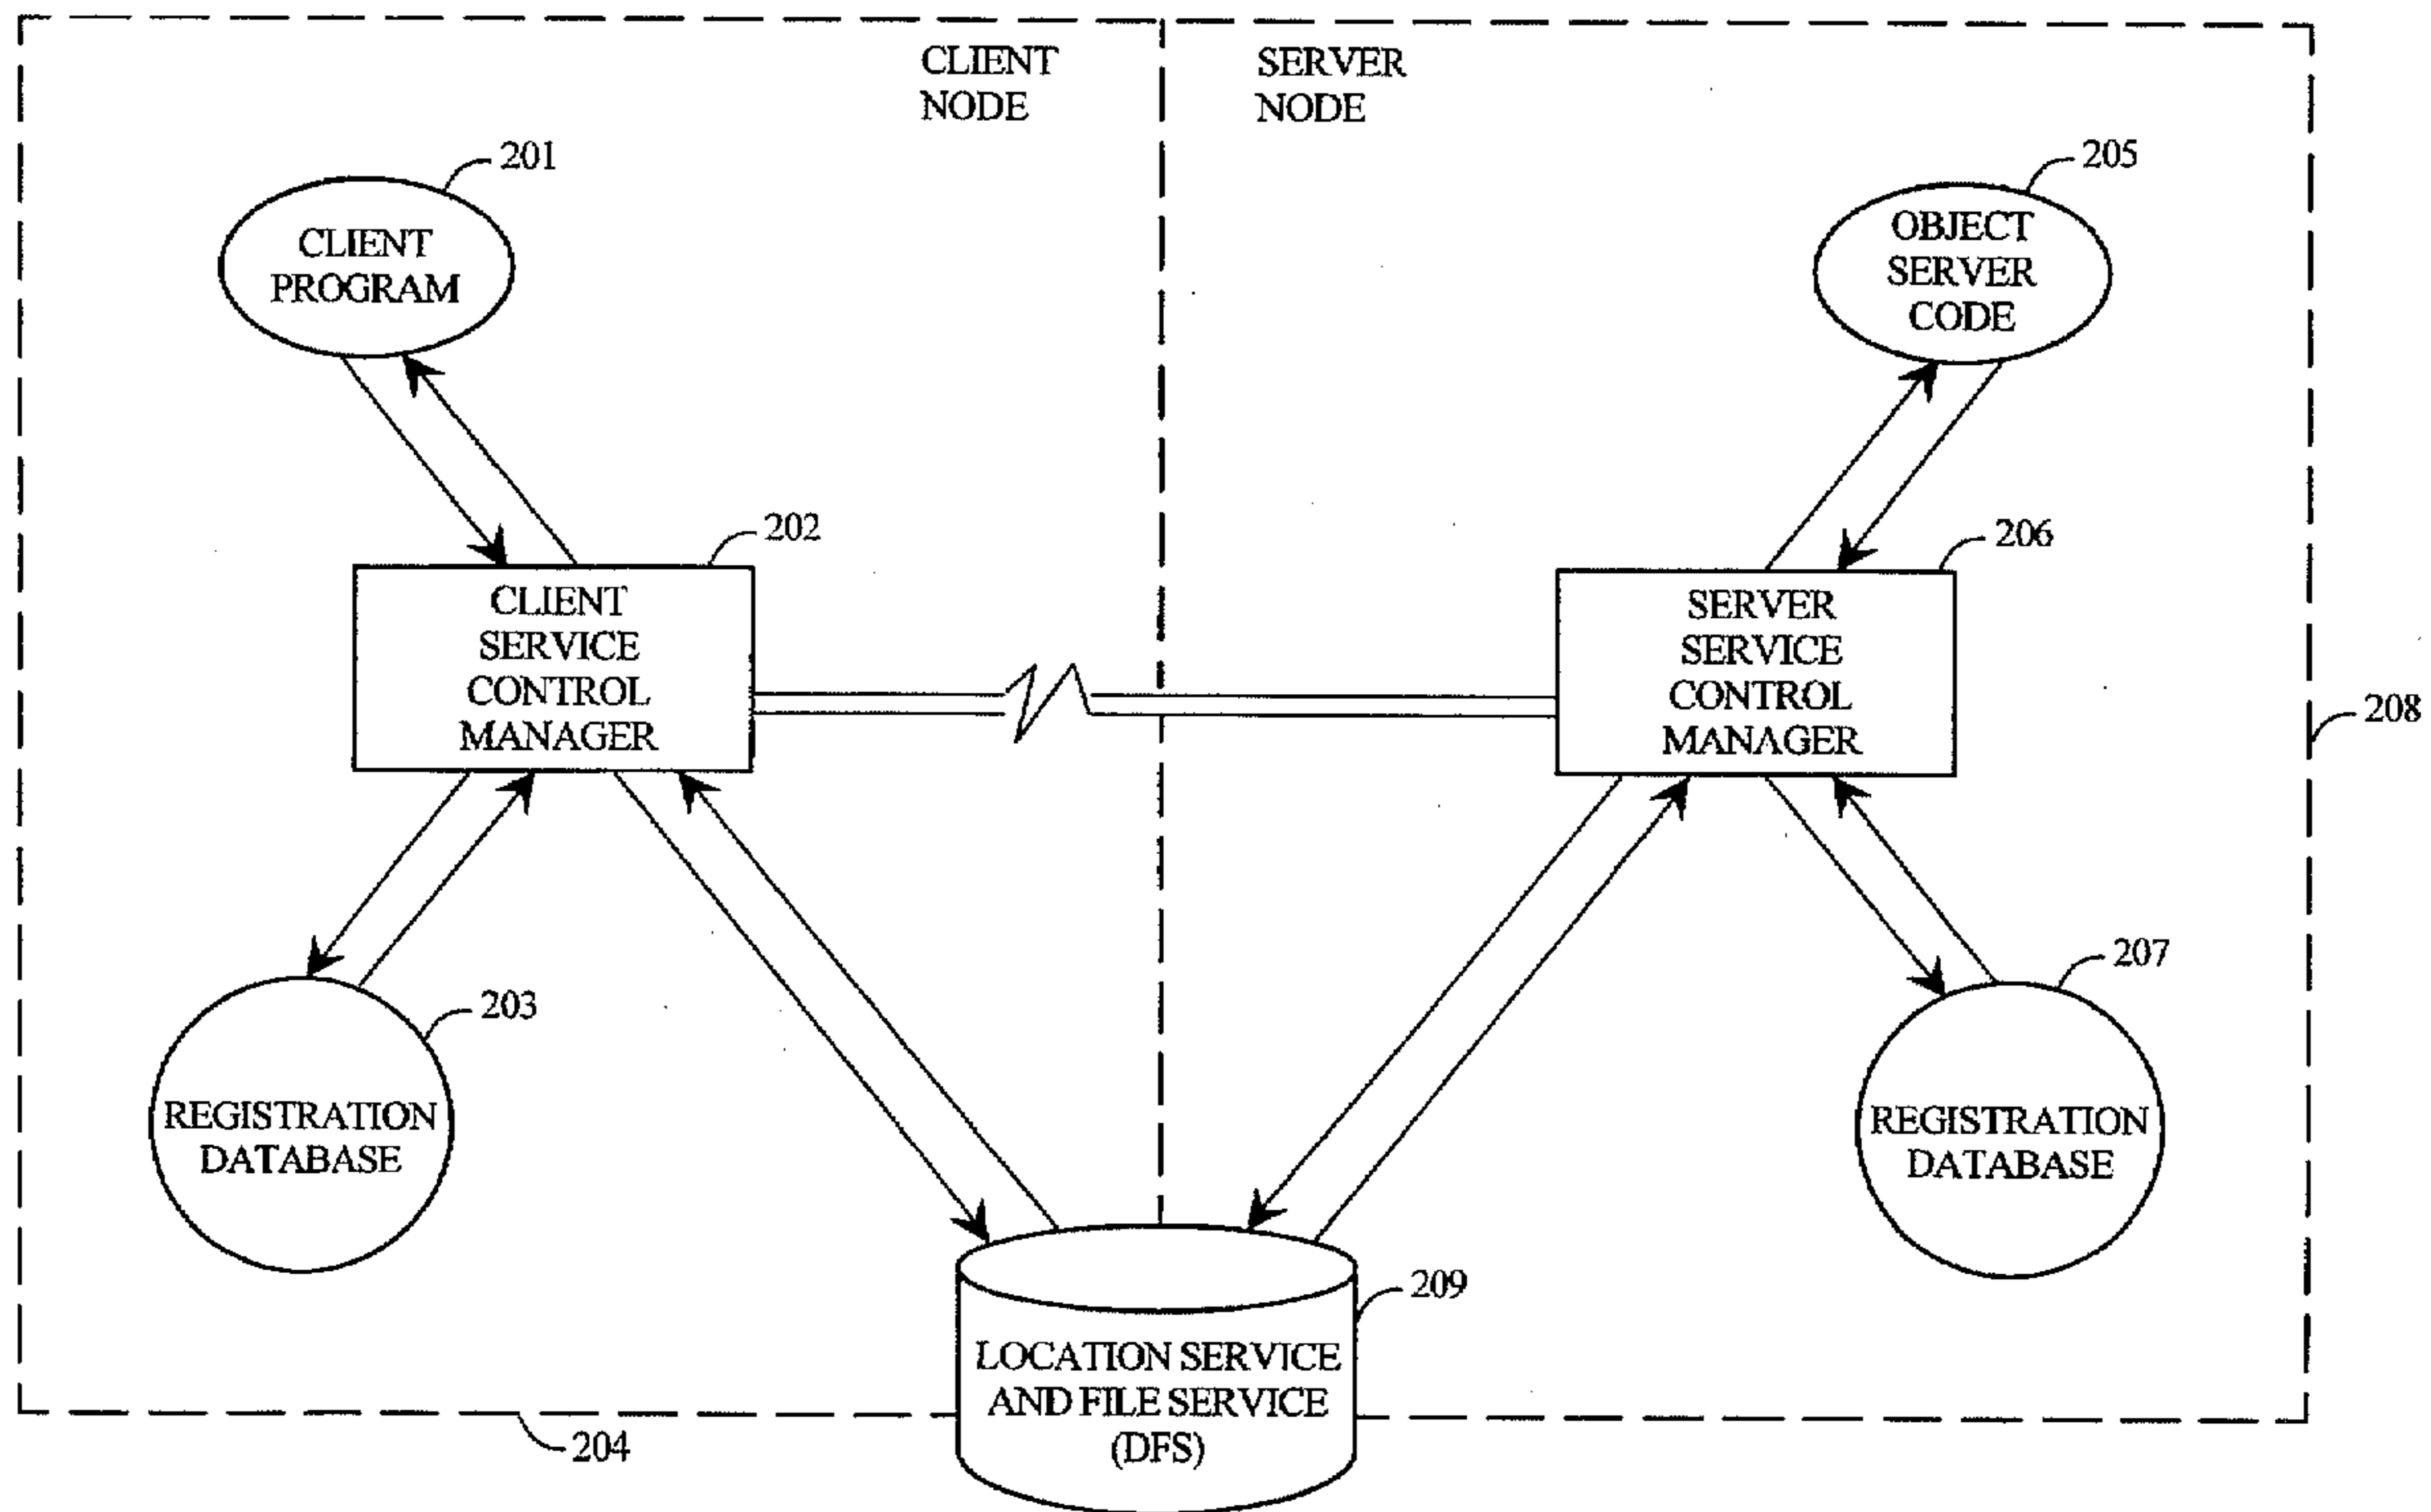 CLIENT
NODE
SERVER
NODE
201
CLIENT
PROGRAM
205
OBJECT
SERVER
CODE
202
CLIENT
SERVICE
CONTROL
MANAGER
206
SERVER
SERVICE
CONTROL
MANAGER
208
203
REGISTRATION
DATABASE
207
REGISTRATION
DATABASE
209
LOCATION SERVICE
AND FILE SERVICE
(DFS)
204